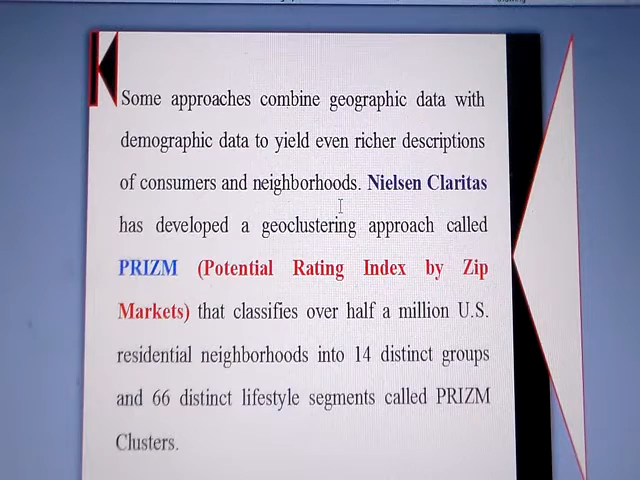 Some approaches combine geographic data with
demographic data to yield even richer descriptions
of consumers and neighborhoods. Nielsen Claritas
has developed a geoclustering approach called
PRIZM (Potential Rating Index by Zip
Markets) that classifies over half a million U.S.
residential neighborhoods into 14 distinct groups
and 66 distinct lifestyle segments called PRIZM
Clusters.